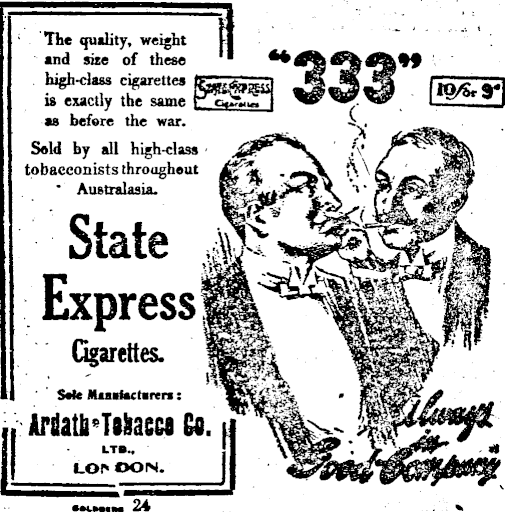 The quality, weight
and size of these
high-class cigarettes
is exactly the same
as before the war.
Sold by all high-class
tobacconists throughout
Australasia.
State
Express
Cigarettes.
Sole Manufacturers:
Ardath Tobacco Co.
LTD.,
LONDON.
GOLDBERG 24
"333"
STATE EXPRESS
Cigarettes
10 for 9d
Always
in
Good Company"